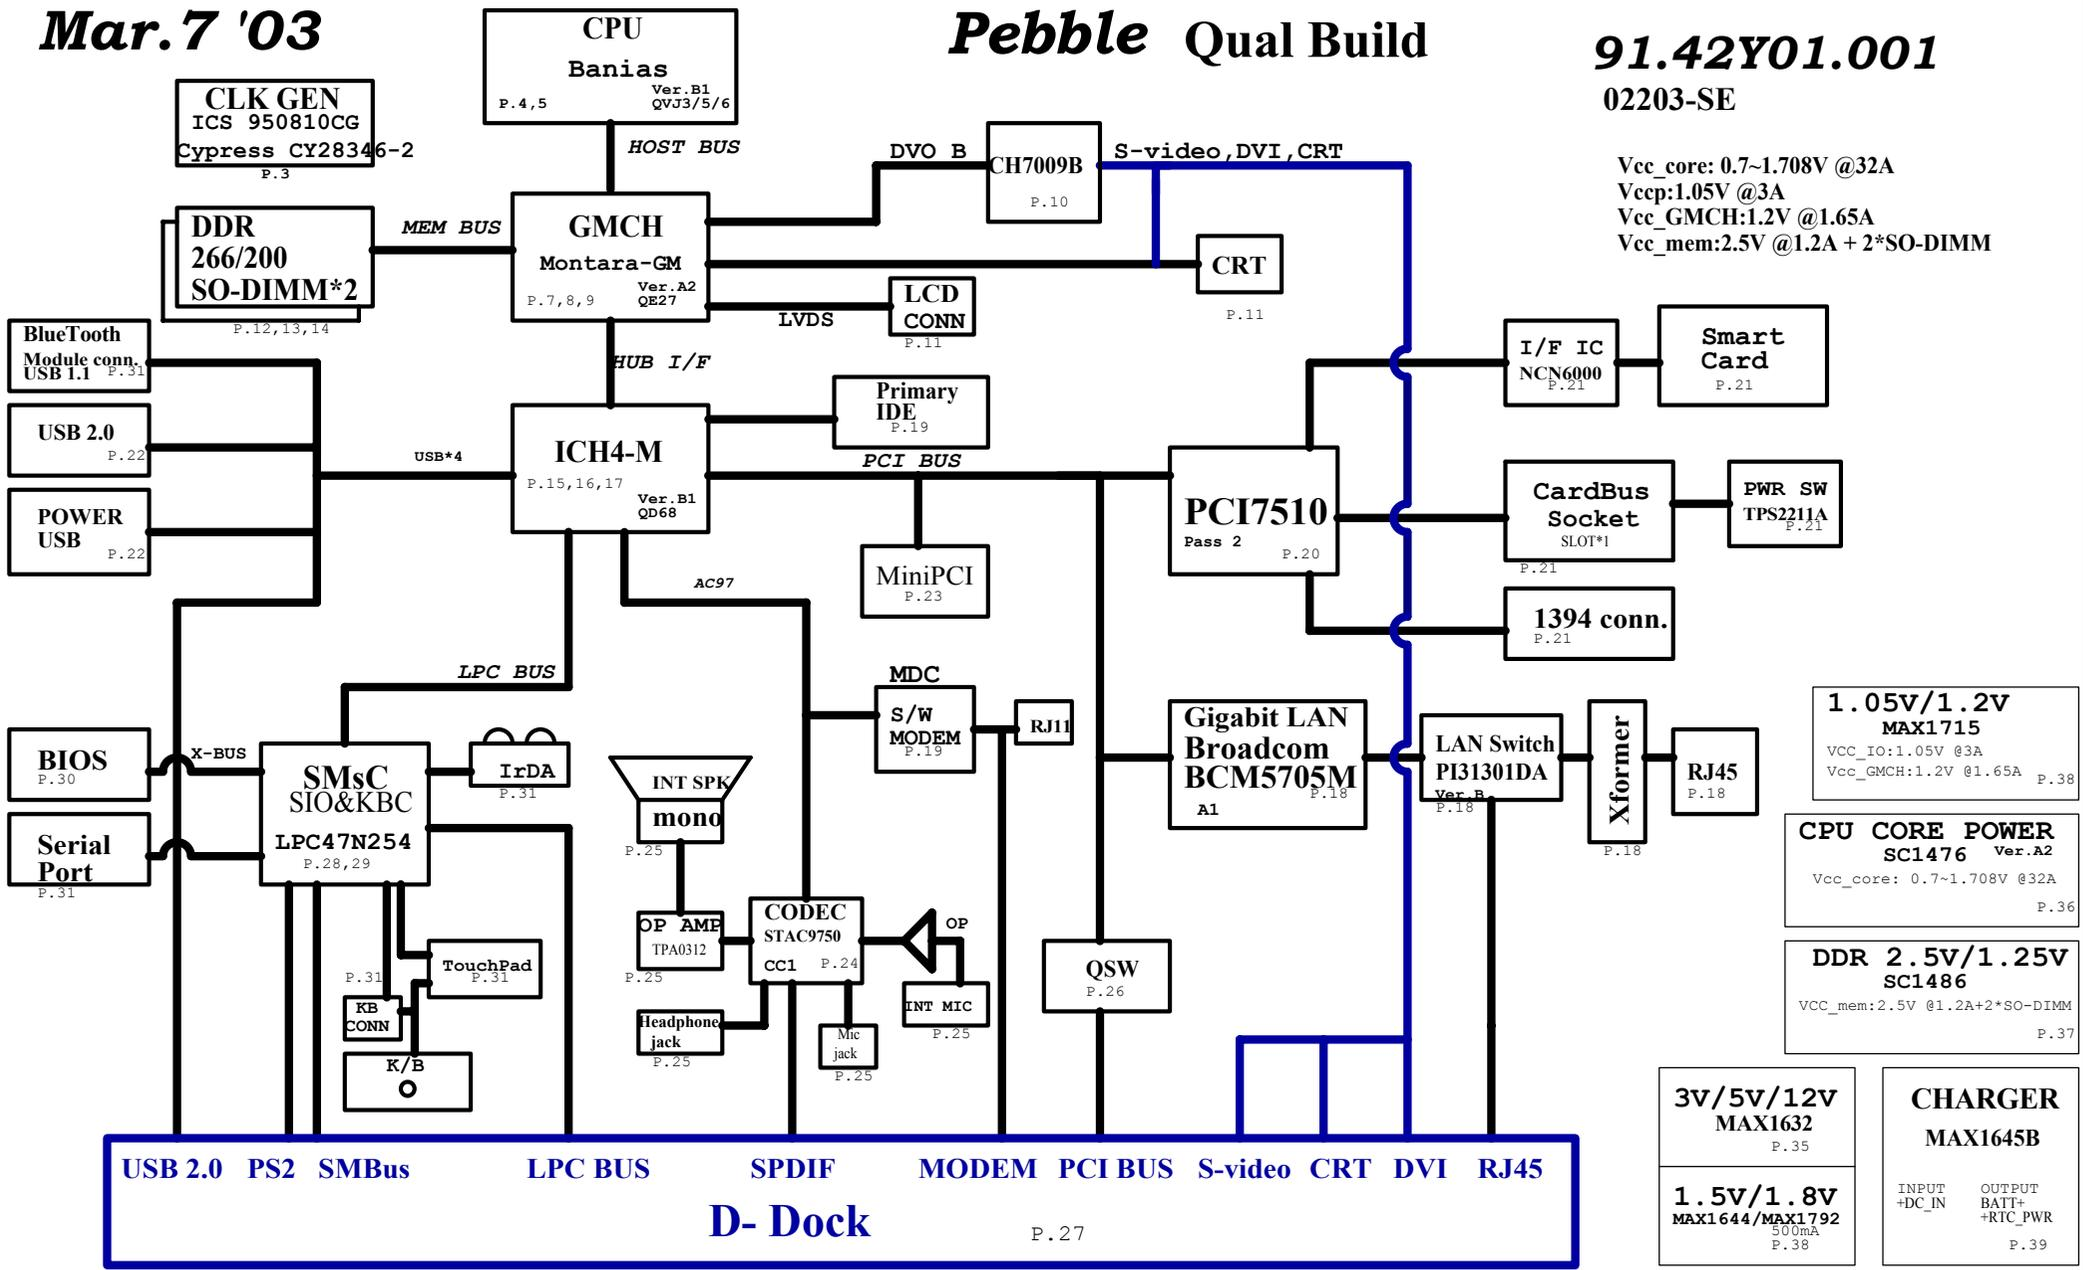 Mar.7 '03
Pebble Qual Build
91.42Y01.001
02203-SE
CPU
Banias
P.4,5
Ver.B1
QVJ3/5/6
CLK GEN
ICS 950810CG
Cypress CY28346-2
P.3
HOST BUS
DVO B
CH7009B
P.10
S-video,DVI,CRT
Vcc_core: 0.7~1.708V @32A
Vccp:1.05V @3A
Vcc_GMCH:1.2V @1.65A
Vcc_mem:2.5V @1.2A + 2*SO-DIMM
DDR
266/200
SO-DIMM*2
P.12,13,14
MEM BUS
GMCH
Montara-GM
P.7,8,9
Ver.A2
QE27
CRT
P.11
LCD
CONN
P.11
LVDS
HUB I/F
BlueTooth
Module conn.
USB 1.1
P.31
USB 2.0
P.22
POWER
USB
P.22
USB*4
ICH4-M
P.15,16,17
Ver.B1
QD68
Primary
IDE
P.19
PCI BUS
MiniPCI
P.23
PCI7510
Pass 2
P.20
I/F IC
NCN6000
P.21
Smart
Card
P.21
CardBus
Socket
SLOT*1
P.21
PWR SW
TPS2211A
P.21
1394 conn.
P.21
AC97
LPC BUS
MDC
S/W
MODEM
P.19
RJ11
Gigabit LAN
Broadcom
BCM5705M
P.18
A1
LAN Switch
PI31301DA
Ver.B
P.18
Xformer
P.18
RJ45
P.18
1.05V/1.2V
MAX1715
VCC_IO:1.05V @3A
Vcc_GMCH:1.2V @1.65A
P.38
BIOS
P.30
X-BUS
Serial
Port
P.31
SMsC
SIO&KBC
LPC47N254
P.28,29
IrDA
P.31
INT SPK
mono
P.25
CPU CORE POWER
SC1476
Ver.A2
Vcc_core: 0.7~1.708V @32A
P.36
OP AMP
TPA0312
P.25
CODEC
STAC9750
CC1
P.24
OP
INT MIC
P.25
QSW
P.26
TouchPad
P.31
P.31
KB
CONN
K/B
Headphone
jack
P.25
Mic
jack
P.25
DDR 2.5V/1.25V
SC1486
VCC_mem:2.5V @1.2A+2*SO-DIMM
P.37
3V/5V/12V
MAX1632
P.35
1.5V/1.8V
MAX1644/MAX1792
500mA
P.38
CHARGER
MAX1645B
INPUT
+DC_IN
OUTPUT
BATT+
+RTC_PWR
P.39
USB 2.0 PS2 SMBus LPC BUS SPDIF MODEM PCI BUS S-video CRT DVI RJ45
D- Dock
P.27